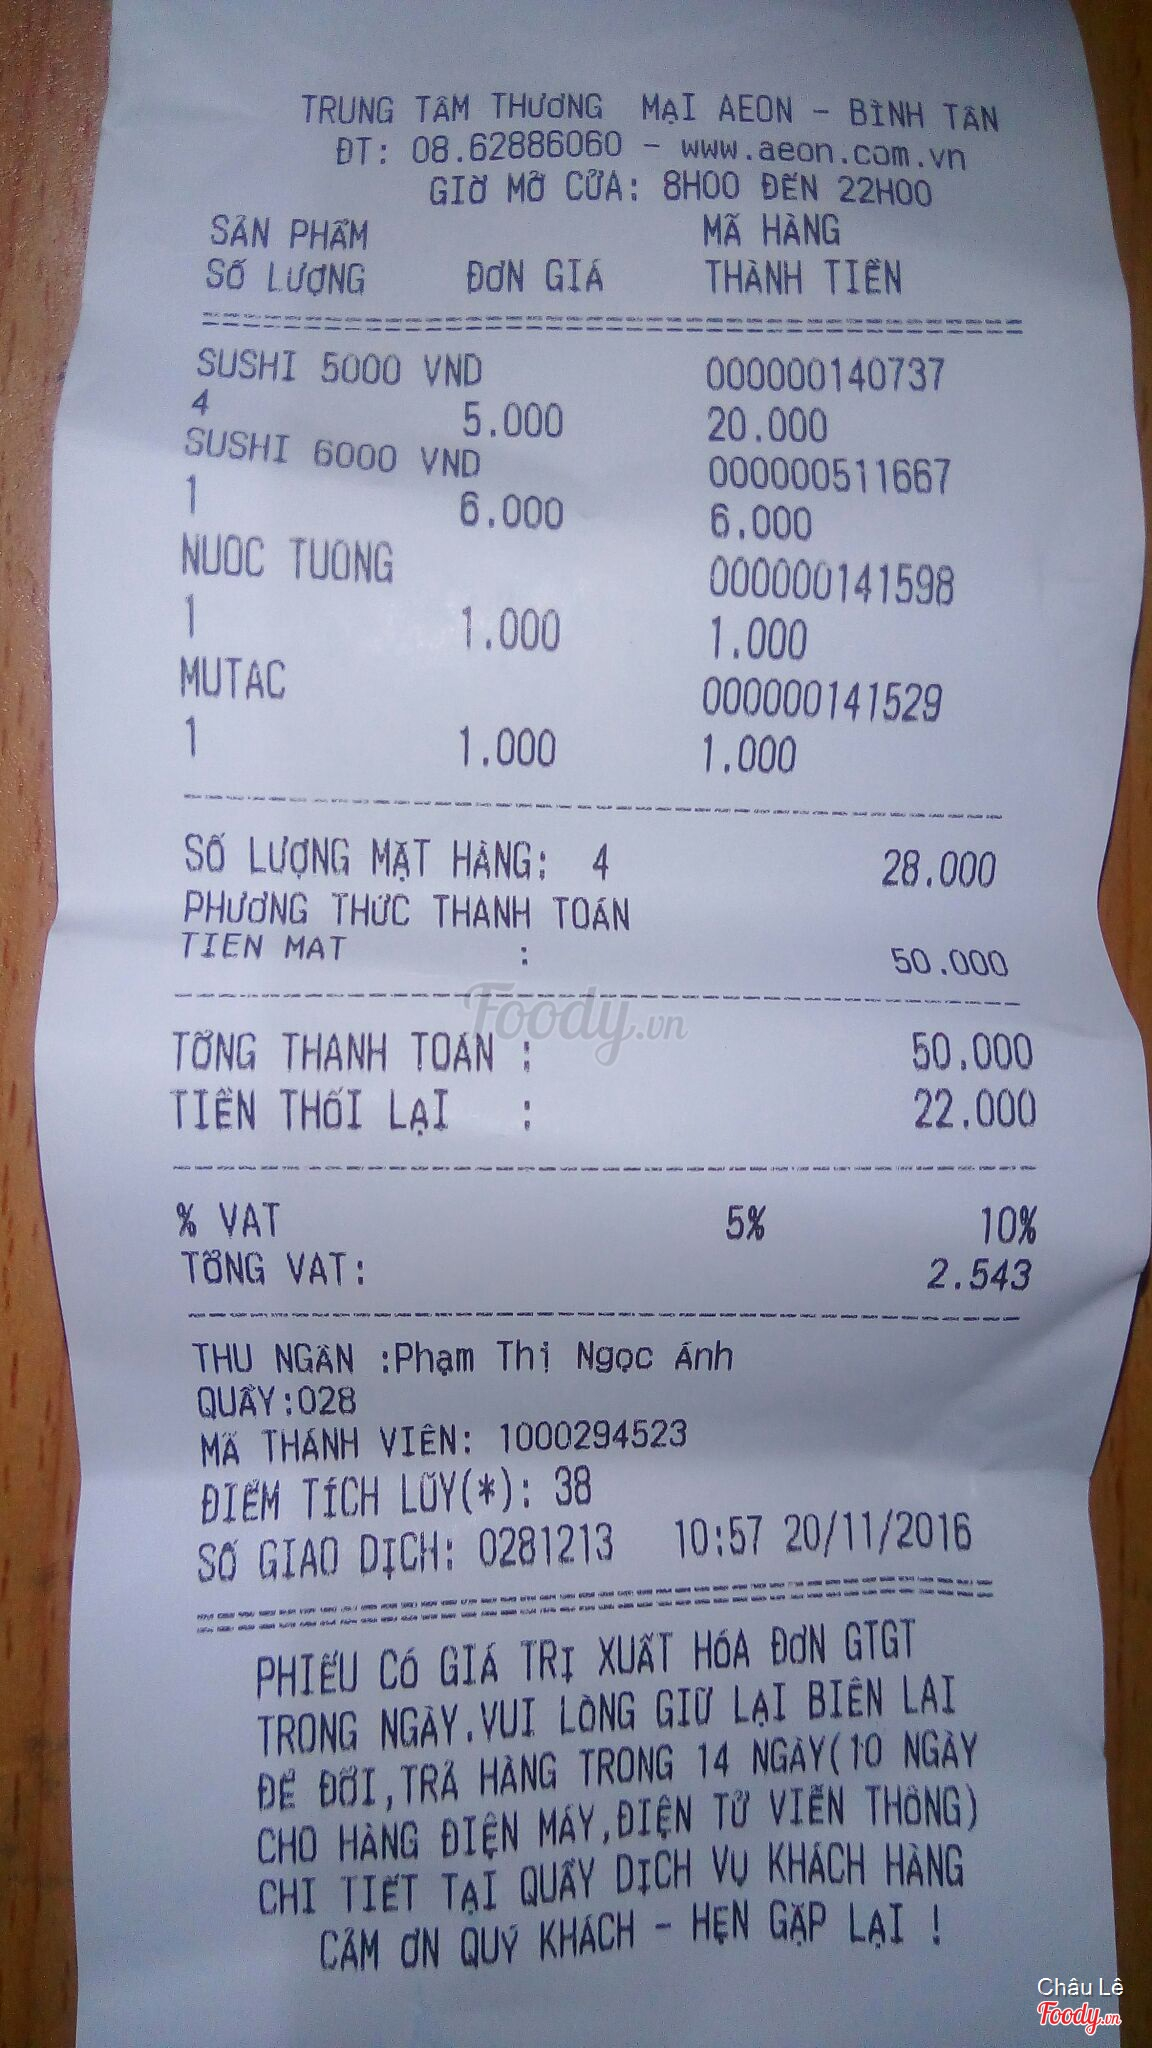 TRUNG TÂM THƯƠNG MẠI AEON - BÌNH TÂN
ĐT: 08.62886060 - www.aeon.com.vn
GIỜ MỞ CỬA: 8H00 ĐẾN 22H00
SẢN PHẨM MÃ HÀNG
SỐ LƯỢNG ĐƠN GIÁ THÀNH TIỀN
SUSHI 5000 VND 000000140737
4 5.000 20.000
SUSHI 6000 VND 000000511667
1 6.000 6.000
NUOC TUONG 000000141598
1 1.000 1.000
MUTAC 000000141529
1 1.000 1.000
SỐ LƯỢNG MẶT HÀNG: 4 28.000
PHƯƠNG THỨC THANH TOÁN
TIEN MAT : 50.000
Foody.vn
TỔNG THANH TOÁN : 50.000
TIỀN THỐI LẠI : 22.000
% VAT 5% 10%
TỔNG VAT: 2.543
THU NGÂN :Phạm Thị Ngọc Ánh
QUẦY:028
MÃ THÀNH VIÊN: 1000294523
ĐIỂM TÍCH LŨY(*): 38
SỐ GIAO DỊCH: 0281213 10:57 20/11/2016
PHIẾU CÓ GIÁ TRỊ XUẤT HÓA ĐƠN GTGT
TRONG NGÀY.VUI LÒNG GIỮ LẠI BIÊN LAI
ĐỂ ĐỔI,TRẢ HÀNG TRONG 14 NGÀY(10 NGÀY
CHO HÀNG ĐIỆN MÁY,ĐIỆN TỬ VIỄN THÔNG)
CHI TIẾT TẠI QUẦY DỊCH VỤ KHÁCH HÀNG
CẢM ƠN QUÝ KHÁCH - HẸN GẶP LẠI !
Châu Lê
Foody.vn